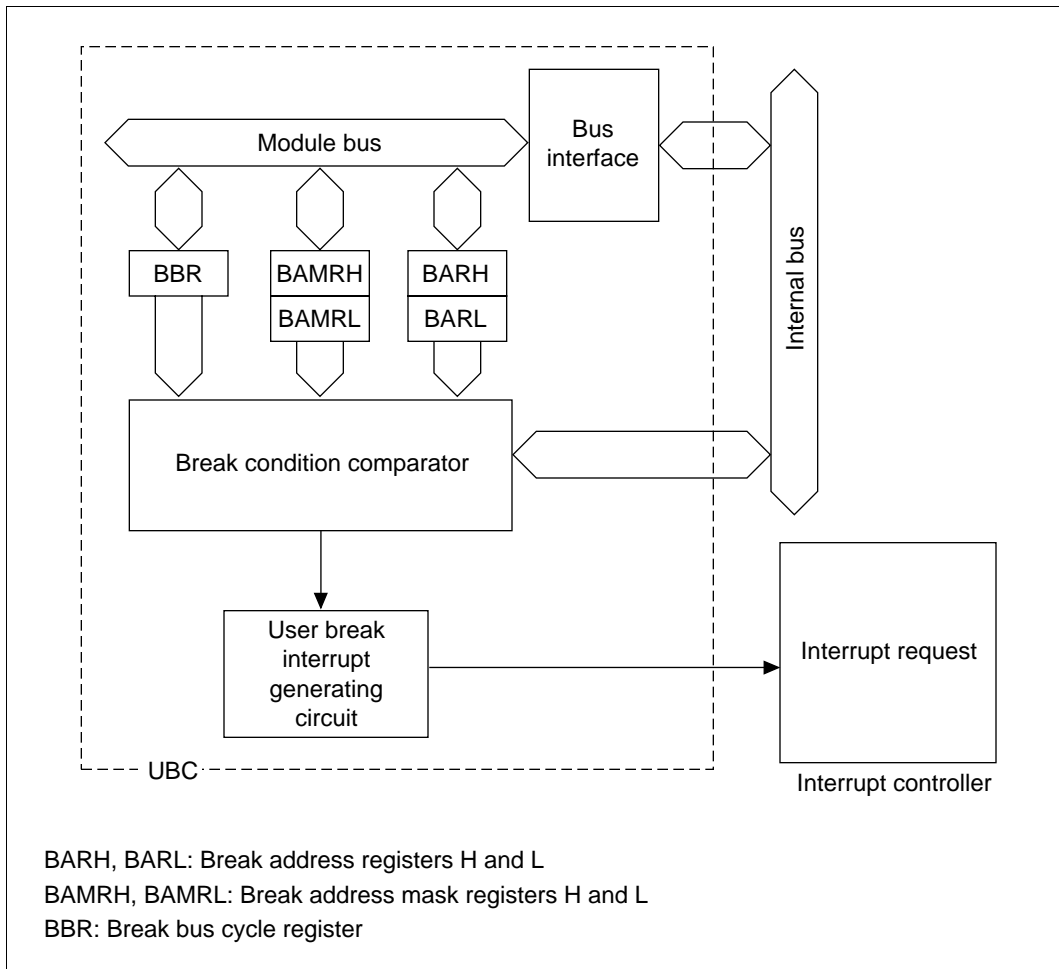 Module bus
Bus
interface
BBR
BAMRH
BARH
BAMRL
BARL
Internal bus
Break condition comparator
User break
interrupt
generating
circuit
Interrupt request
UBC
Interrupt controller
BARH, BARL: Break address registers H and L
BAMRH, BAMRL: Break address mask registers H and L
BBR: Break bus cycle register